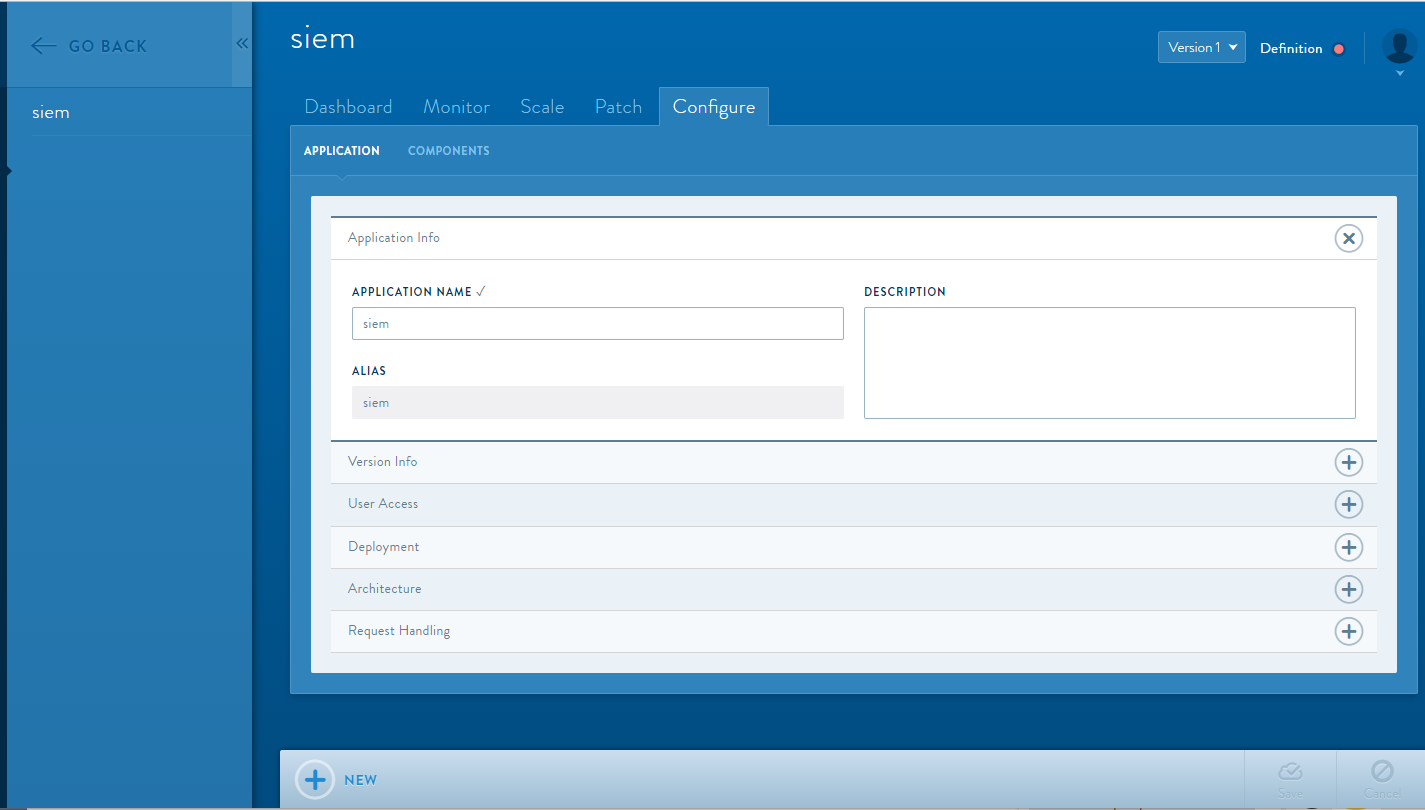 GO BACK
«
siem
siem
Version 1
Definition
Dashboard Monitor Scale Patch Configure
APPLICATION COMPONENTS
Application Info
APPLICATION NAME ✓
siem
DESCRIPTION
ALIAS
siem
Version Info
User Access
Deployment
Architecture
Request Handling
NEW
Save
Cancel